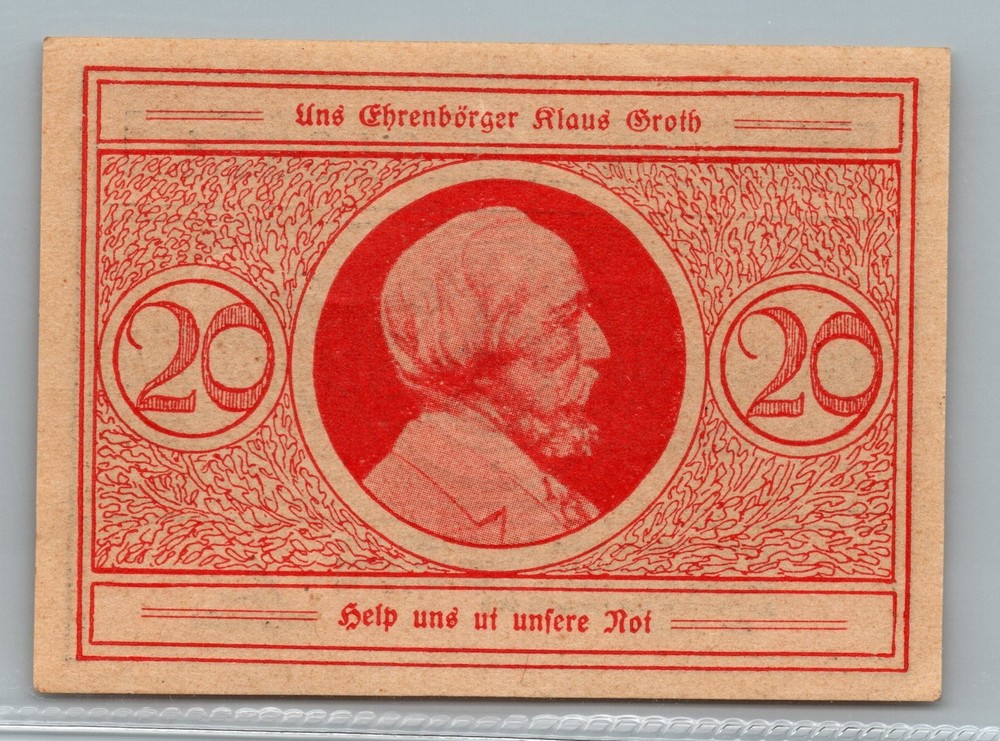 Uns Ehrenbörger Klaus Groth
20 20
Help uns ut unsere Not